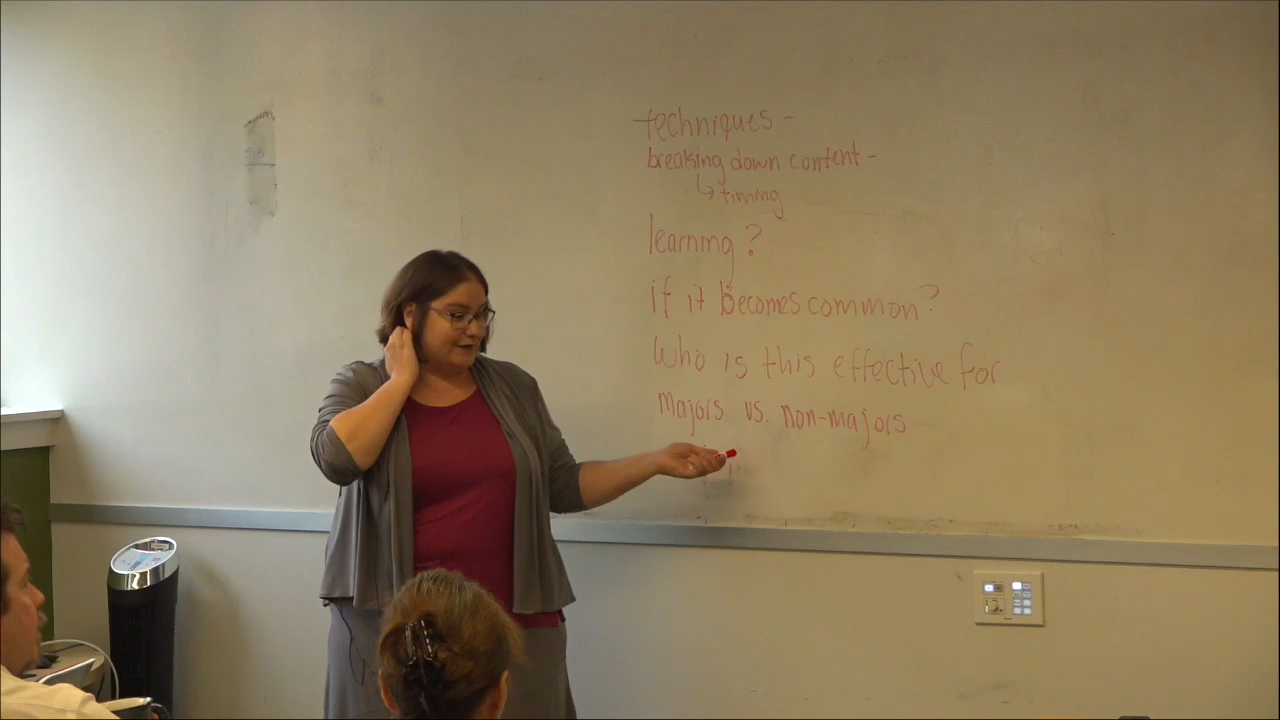 techniques -
breaking down content -
↳ timing
learning?
if it becomes common?
Who is this effective for
majors vs. non-majors